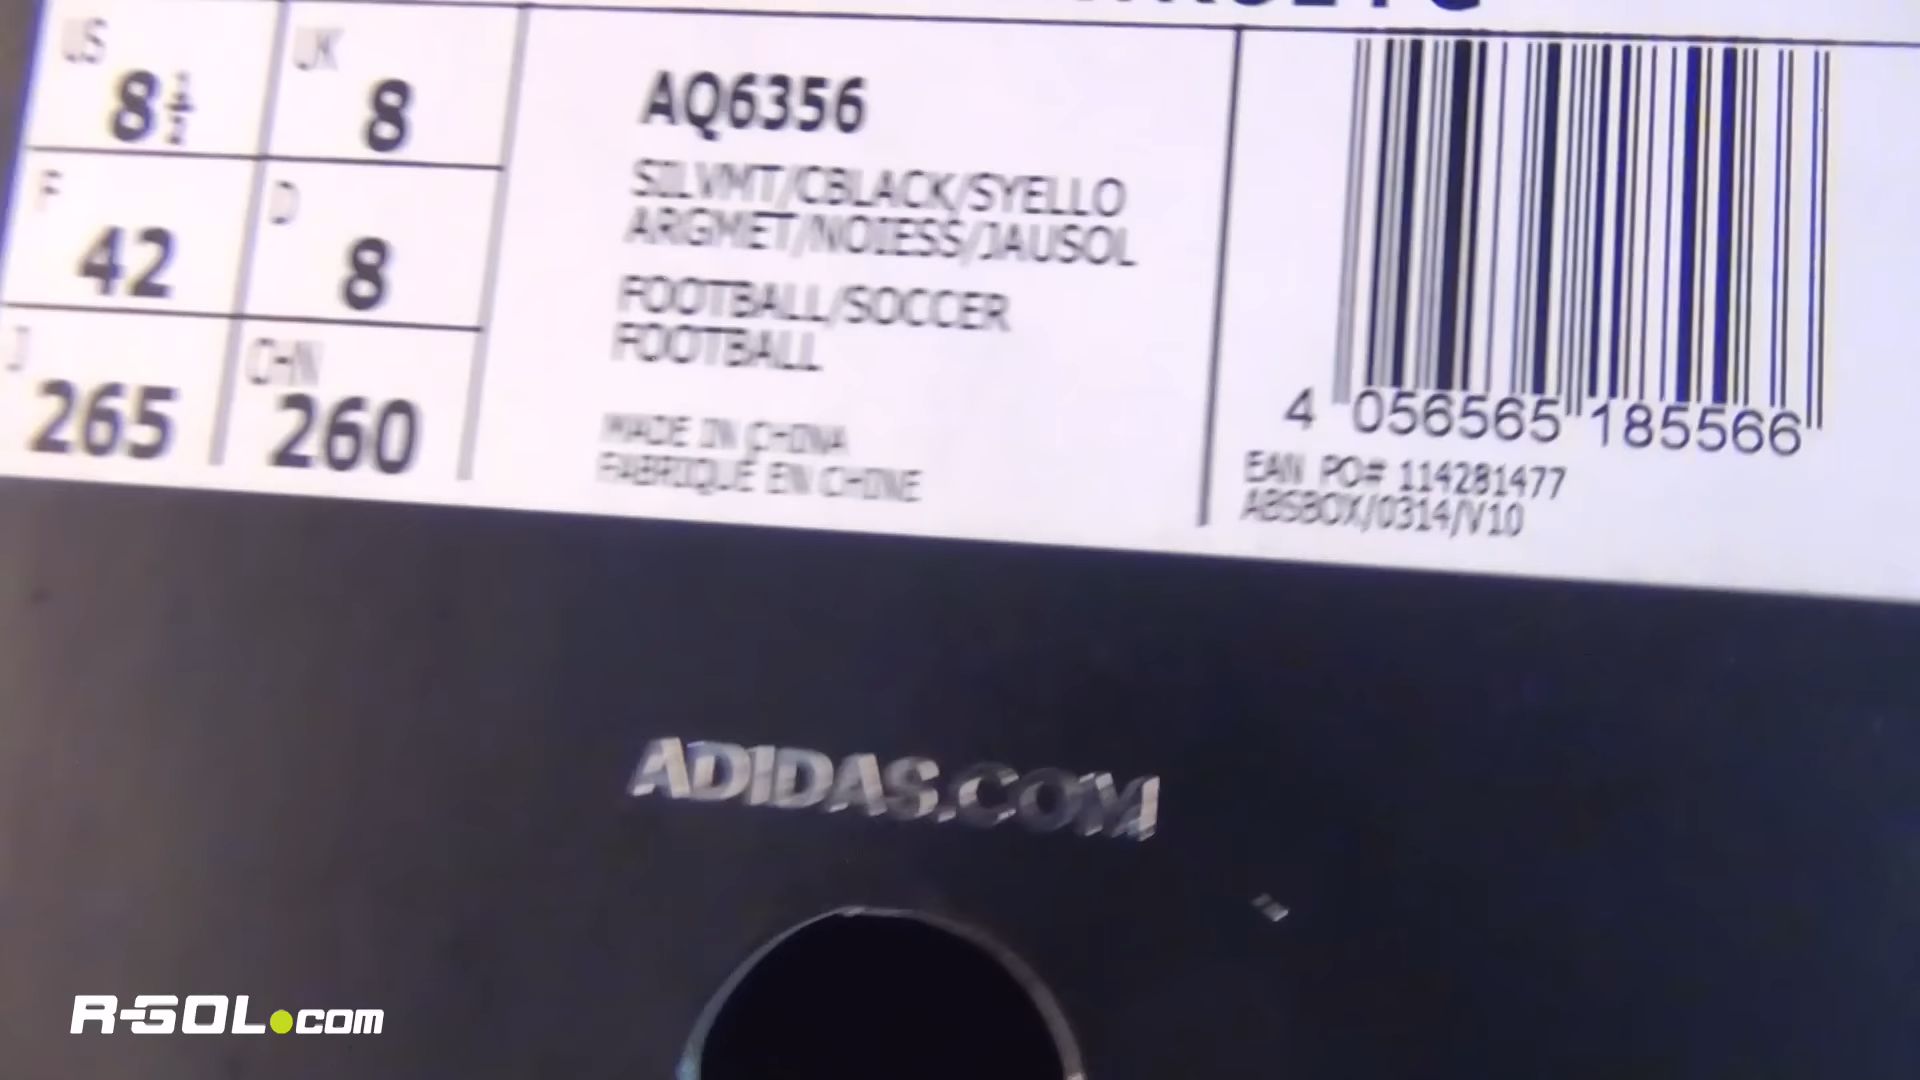 US 8½ UK 8
F 42 D 8
J 265 CHN 260
AQ6356
SILVMT/CBLACK/SYELLO
ARGMET/NOIESS/JAUSOL
FOOTBALL/SOCCER
FOOTBALL
MADE IN CHINA
FABRIQUÉ EN CHINE
4 056565 185566
EAN PO# 114281477
ABSBOX/0314/V10
ADIDAS.COM
R-GOL.com